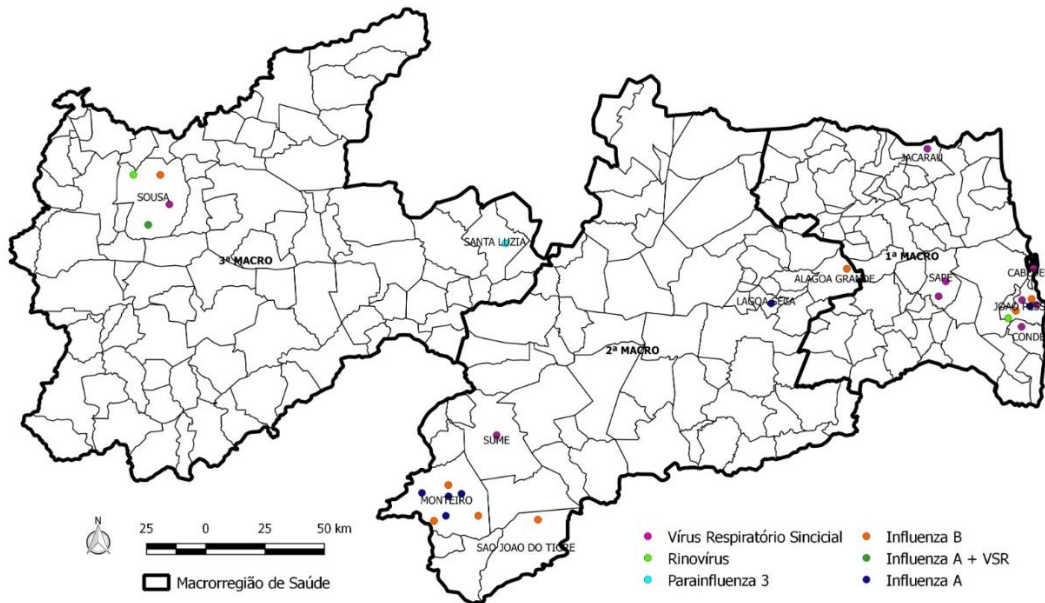 JACARAÚ
SOUSA
SANTA LUZIA
3ª MACRO
1ª MACRO
ALAGOA GRANDE
SAPE
LAGOA SECA
CONDE
2ª MACRO
SUME
MONTEIRO
SAO JOAO DO TIGRE
N
25 0 25 50 km
Macrorregião de Saúde
Vírus Respiratório Sincicial
Rinovírus
Parainfluenza 3
Influenza B
Influenza A + VSR
Influenza A